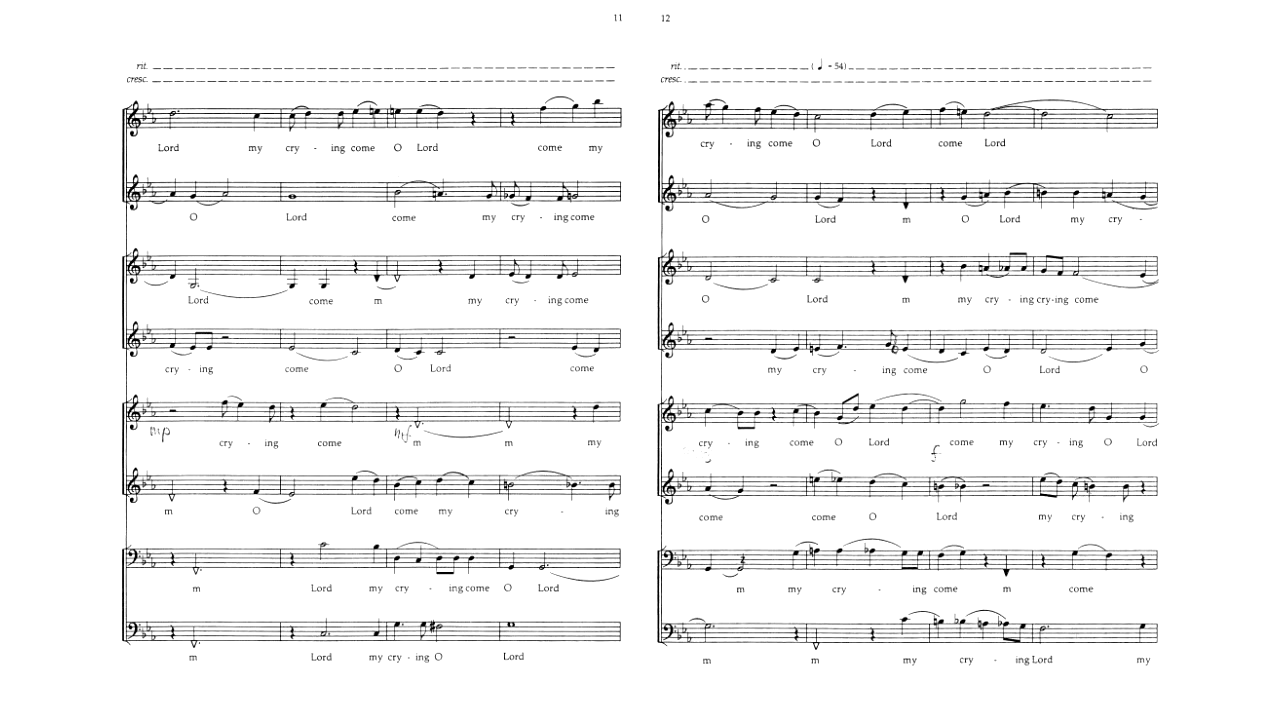 11
rit.
cresc.
Lord my cry - ing come O Lord come my
O Lord come my cry - ing come
Lord come m my cry - ing come
cry - ing come O Lord come
mp cry - ing come mf m m my
m O Lord come my cry - ing
m Lord my cry - ing come O Lord
m Lord my cry - ing O Lord
12
rit. (♩ = 54)
cresc.
cry - ing come O Lord come Lord
O Lord m O Lord my cry -
O Lord m my cry - ing cry - ing come
my cry - ing come O Lord O
cry - ing come O Lord come my cry - ing O Lord
f
come come O Lord my cry - ing
m my cry - ing come m come
m m my cry - ing Lord my